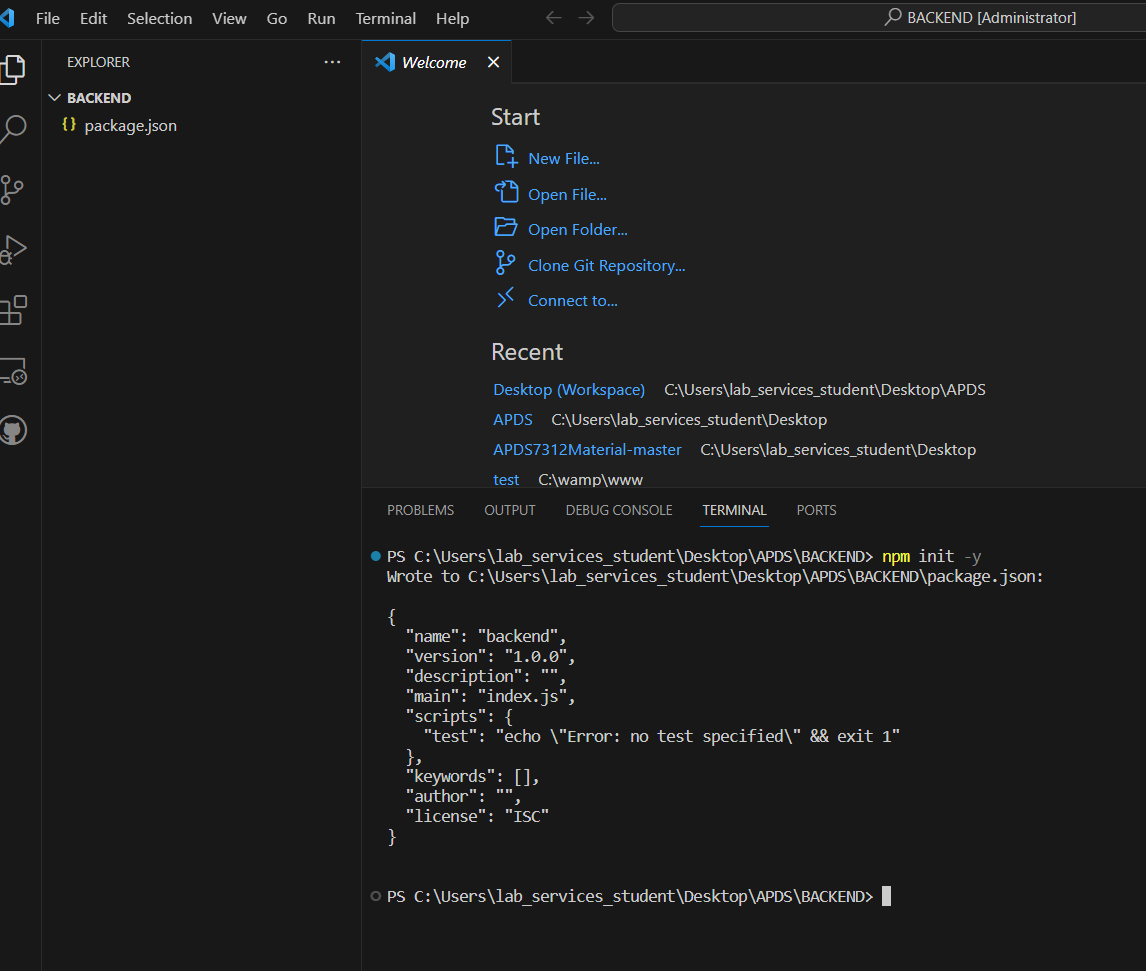 File Edit Selection View Go Run Terminal Help
BACKEND [Administrator]
EXPLORER ...
BACKEND
{} package.json
Welcome
Start
New File...
Open File...
Open Folder...
Clone Git Repository...
Connect to...
Recent
Desktop (Workspace) C:\Users\lab_services_student\Desktop\APDS
APDS C:\Users\lab_services_student\Desktop
APDS7312Material-master C:\Users\lab_services_student\Desktop
test C:\wamp\www
PROBLEMS OUTPUT DEBUG CONSOLE TERMINAL PORTS
PS C:\Users\lab_services_student\Desktop\APDS\BACKEND> npm init -y
Wrote to C:\Users\lab_services_student\Desktop\APDS\BACKEND\package.json:
{
  "name": "backend",
  "version": "1.0.0",
  "description": "",
  "main": "index.js",
  "scripts": {
    "test": "echo \"Error: no test specified\" && exit 1"
  },
  "keywords": [],
  "author": "",
  "license": "ISC"
}
PS C:\Users\lab_services_student\Desktop\APDS\BACKEND>